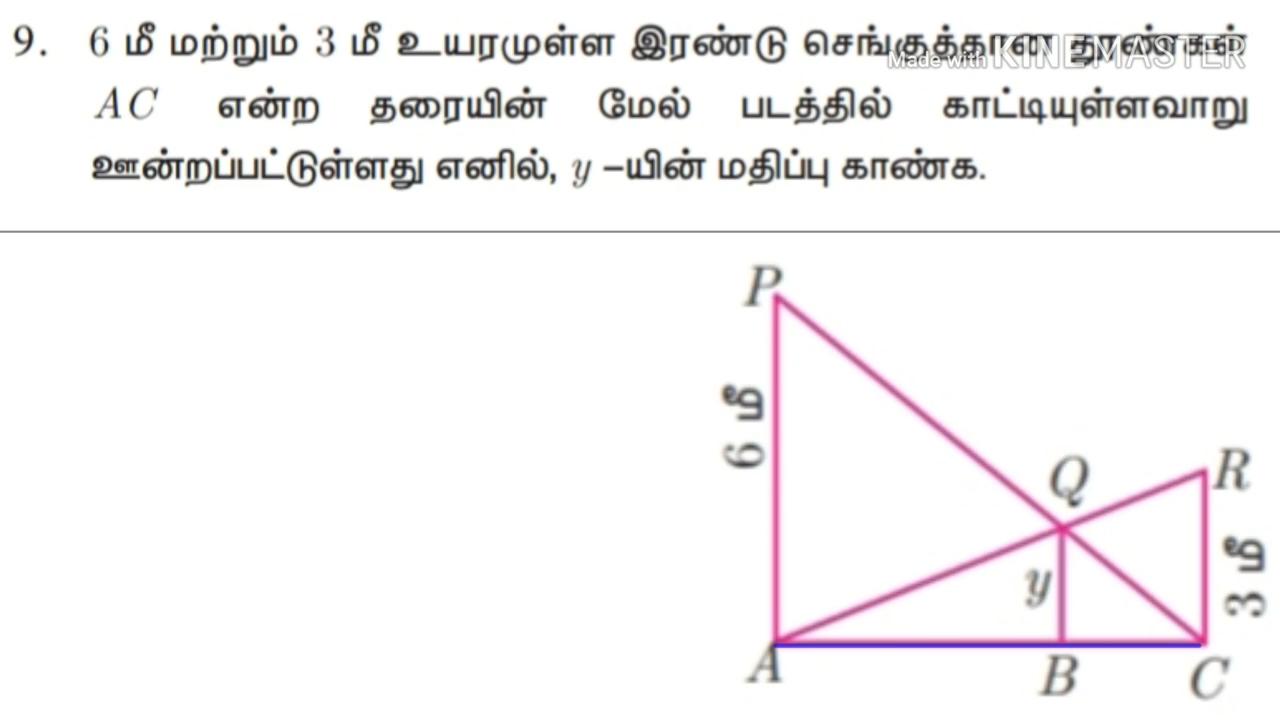 9. 6 மீ மற்றும் 3 மீ உயரமுள்ள இரண்டு செங்குத்தான தூண்கள்
Made with KINEMASTER
AC என்ற தரையின் மேல் படத்தில் காட்டியுள்ளவாறு
ஊன்றப்பட்டுள்ளது எனில், y –யின் மதிப்பு காண்க.
P
6 மீ
Q
R
y
3 மீ
A
B
C